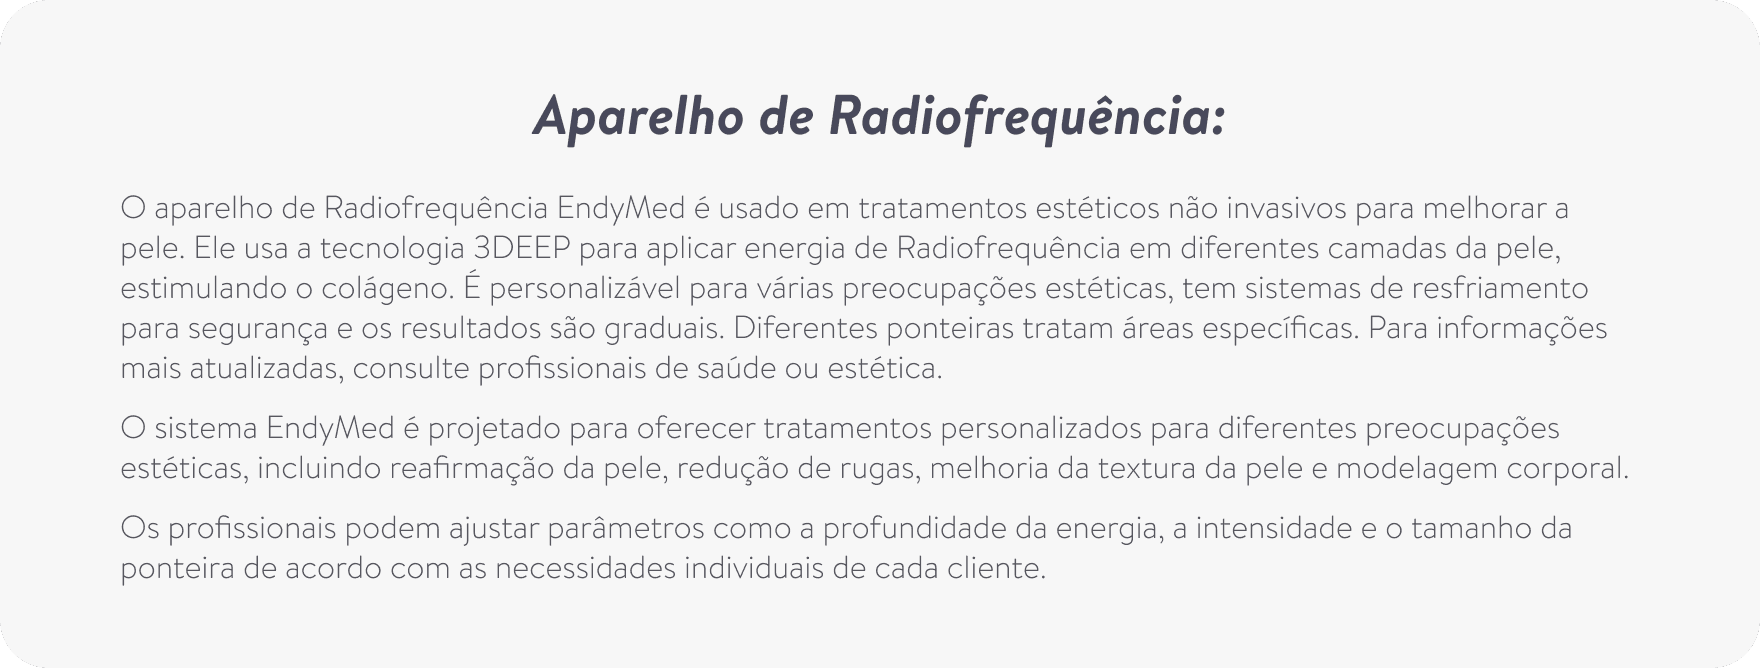 Aparelho de Radiofrequência:
O aparelho de Radiofrequência EndyMed é usado em tratamentos estéticos não invasivos para melhorar a
pele. Ele usa a tecnologia 3DEEP para aplicar energia de Radiofrequência em diferentes camadas da pele,
estimulando o colágeno. É personalizável para várias preocupações estéticas, tem sistemas de resfriamento
para segurança e os resultados são graduais. Diferentes ponteiras tratam áreas específicas. Para informações
mais atualizadas, consulte profissionais de saúde ou estética.
O sistema EndyMed é projetado para oferecer tratamentos personalizados para diferentes preocupações
estéticas, incluindo reafirmação da pele, redução de rugas, melhoria da textura da pele e modelagem corporal.
Os profissionais podem ajustar parâmetros como a profundidade da energia, a intensidade e o tamanho da
ponteira de acordo com as necessidades individuais de cada cliente.